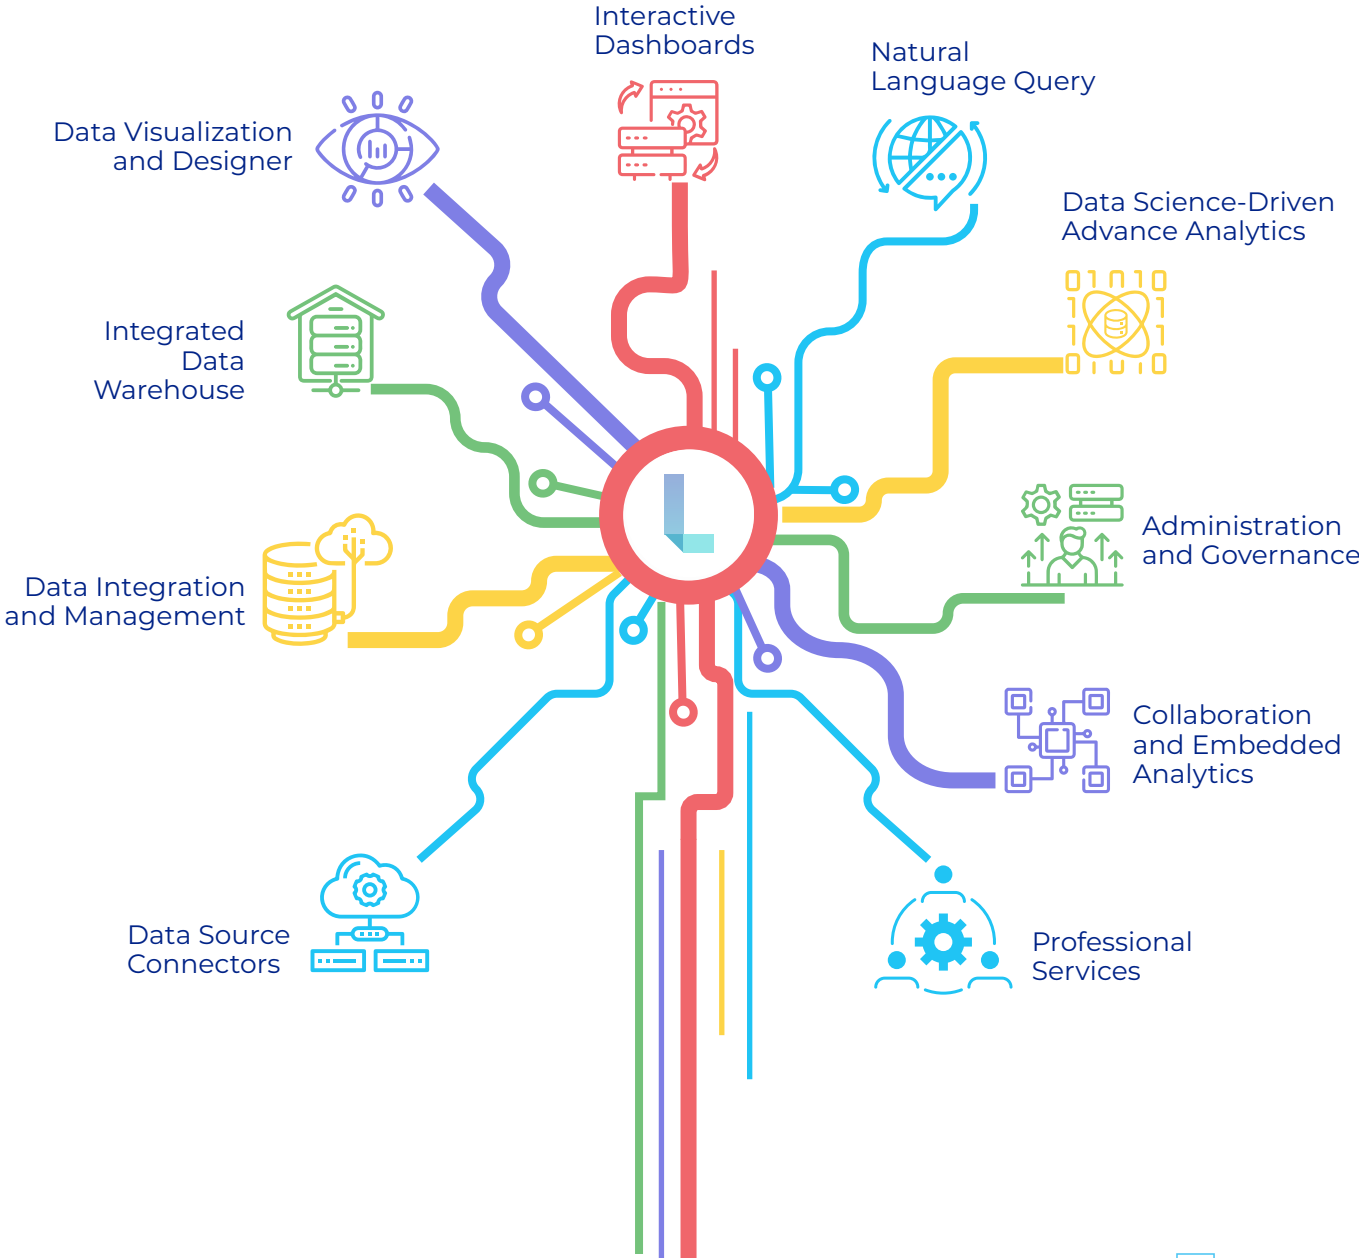 Interactive
Dashboards
Natural
Language Query
Data Visualization
and Designer
Data Science-Driven
Advance Analytics
Integrated
Data
Warehouse
Administration
and Governance
Data Integration
and Management
Collaboration
and Embedded
Analytics
Data Source
Connectors
Professional
Services